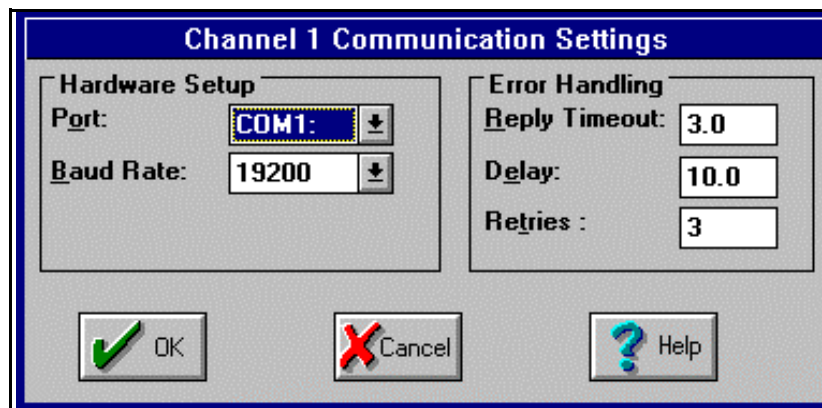 Channel 1 Communication Settings
Hardware Setup
Port:
COM1:
Baud Rate:
19200
Error Handling
Reply Timeout:
3.0
Delay:
10.0
Retries :
3
OK
Cancel
Help